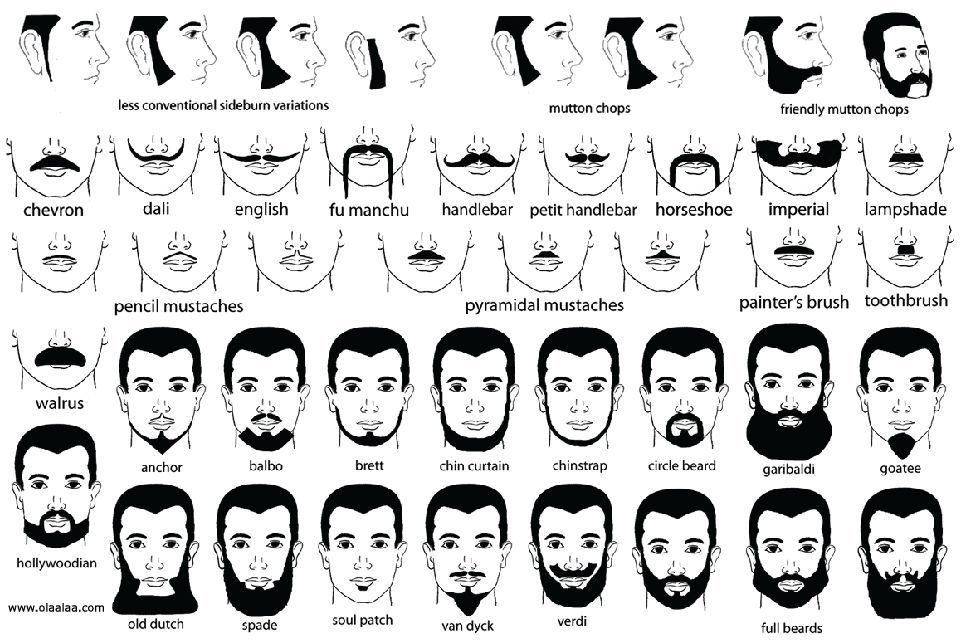 less conventional sideburn variations
mutton chops
friendly mutton chops
chevron
dali
english
fu manchu
handlebar
petit handlebar
horseshoe
imperial
lampshade
pencil mustaches
pyramidal mustaches
painter's brush
toothbrush
walrus
anchor
balbo
brett
chin curtain
chinstrap
circle beard
garibaldi
goatee
hollywoodian
www.olaalaa.com
old dutch
spade
soul patch
van dyck
verdi
full beards